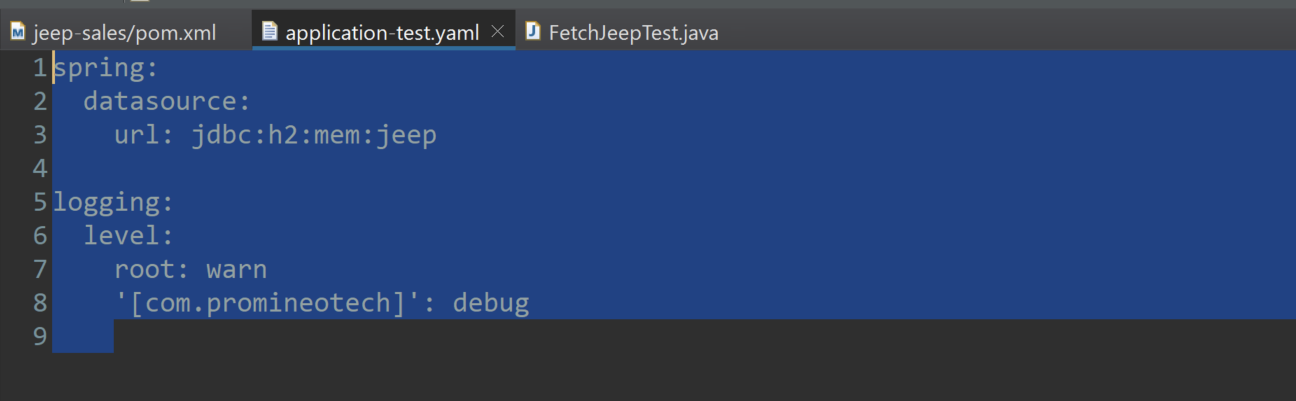 jeep-sales/pom.xml application-test.yaml FetchJeepTest.java
1 spring:
2   datasource:
3     url: jdbc:h2:mem:jeep
4
5 logging:
6   level:
7     root: warn
8     '[com.promineotech]': debug
9